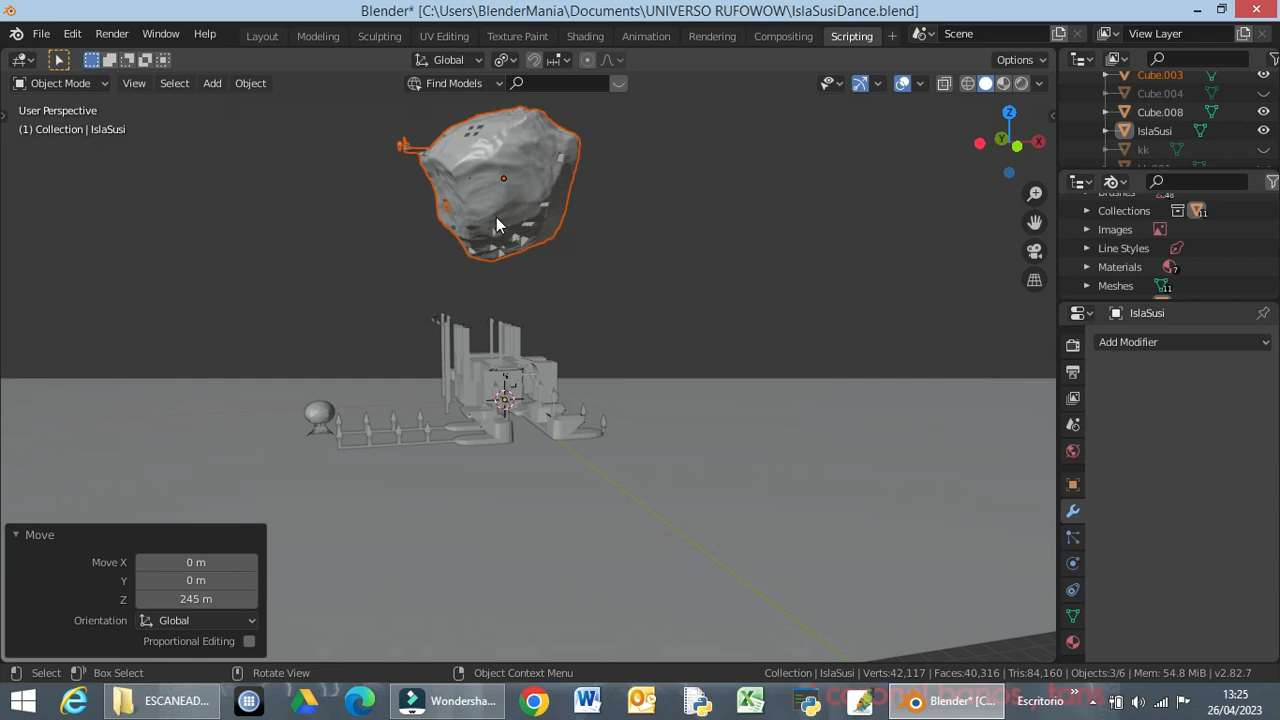 Blender* [C:\Users\BlenderMania\Documents\UNIVERSO RUFOWOW\IslaSusiDance.blend]
File Edit Render Window Help Layout Modeling Sculpting UV Editing Texture Paint Shading Animation Rendering Compositing Scripting Scene View Layer
Global Options
Object Mode View Select Add Object Find Models
User Perspective
(1) Collection | IslaSusi
Cube.003
Cube.004
Cube.008
IslaSusi
kk
Z
Y
X
48
Collections 11
Images
Line Styles
Materials 7
Meshes 11
IslaSusi
Add Modifier
Move
Move X 0 m
Y 0 m
Z 245 m
Orientation Global
Proportional Editing
Select Box Select Rotate View Object Context Menu Collection | IslaSusi | Verts:42,117 | Faces:40,316 | Tris:84,160 | Objects:3/6 | Mem: 54.8 MiB | v2.82.7
ESCANEAD... Wondersha... Blender* [C... Escritorio 13:25
26/04/2023